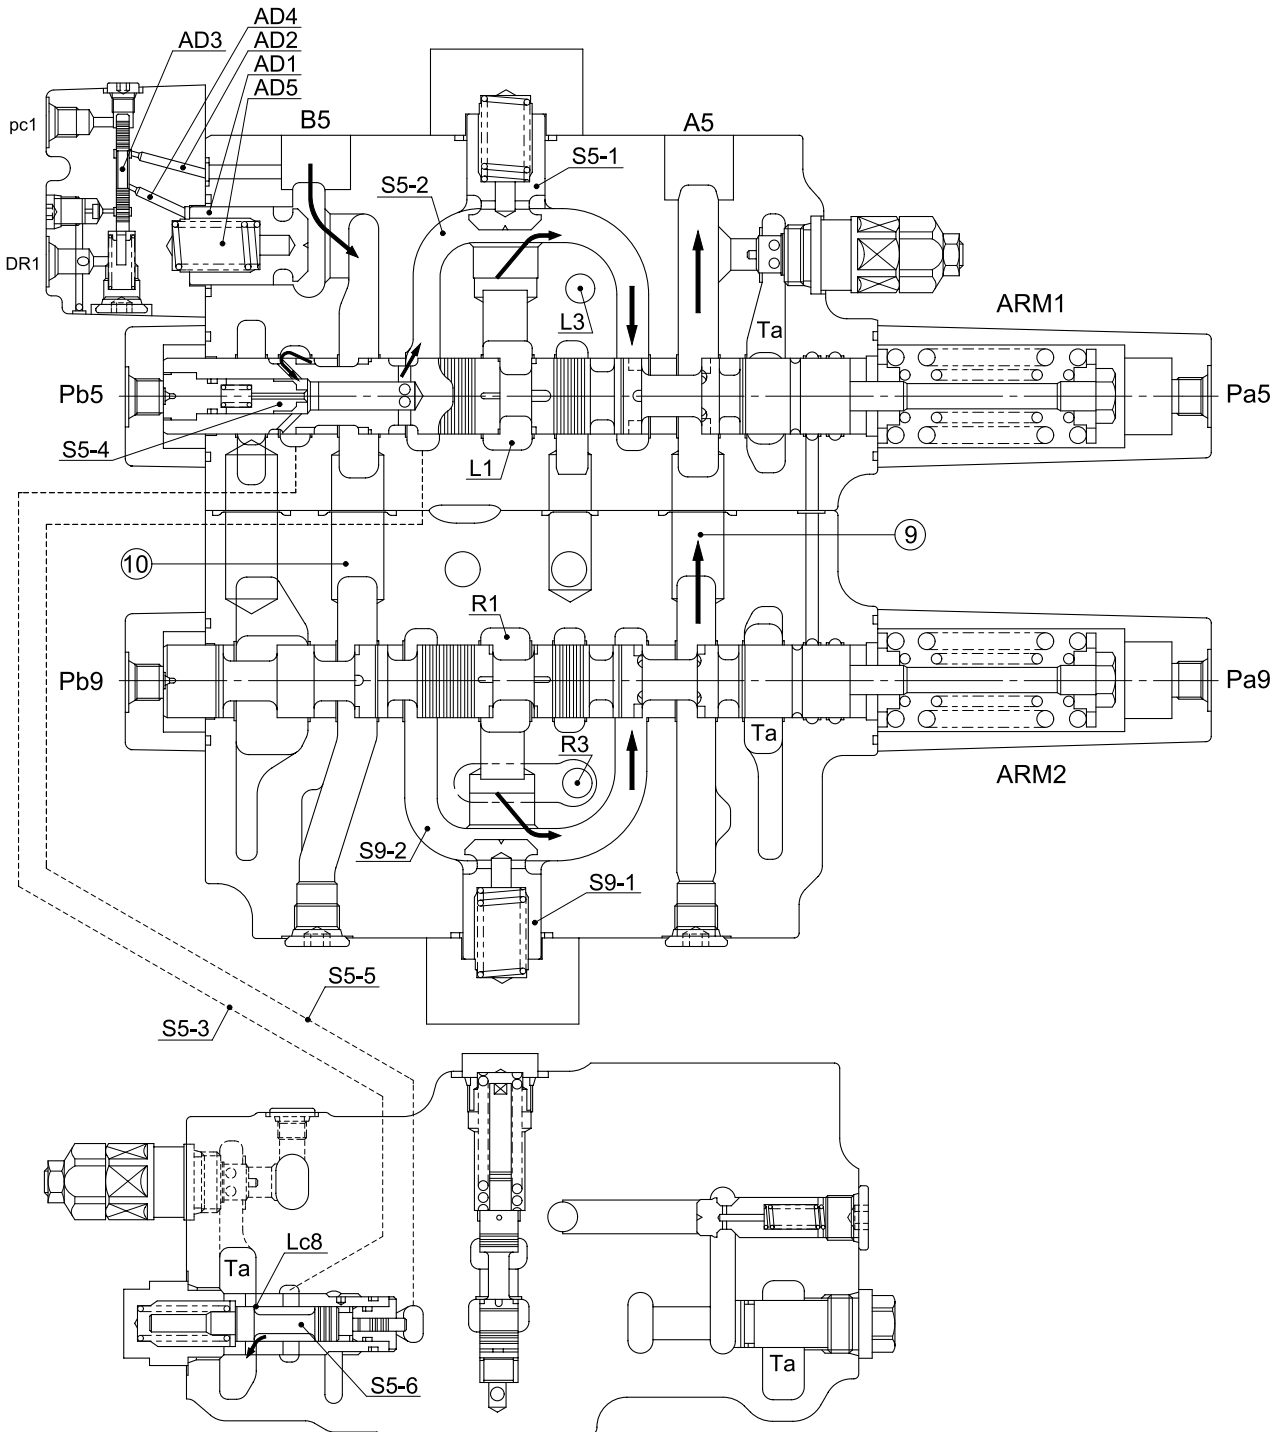 AD4
AD3
AD2
AD1
AD5
pc1
B5
A5
S5-1
S5-2
DR1
L3
Ta
ARM1
Pb5
Pa5
S5-4
L1
10
9
R1
Pb9
Pa9
Ta
R3
ARM2
S9-2
S9-1
S5-5
S5-3
Lc8
Ta
Ta
S5-6